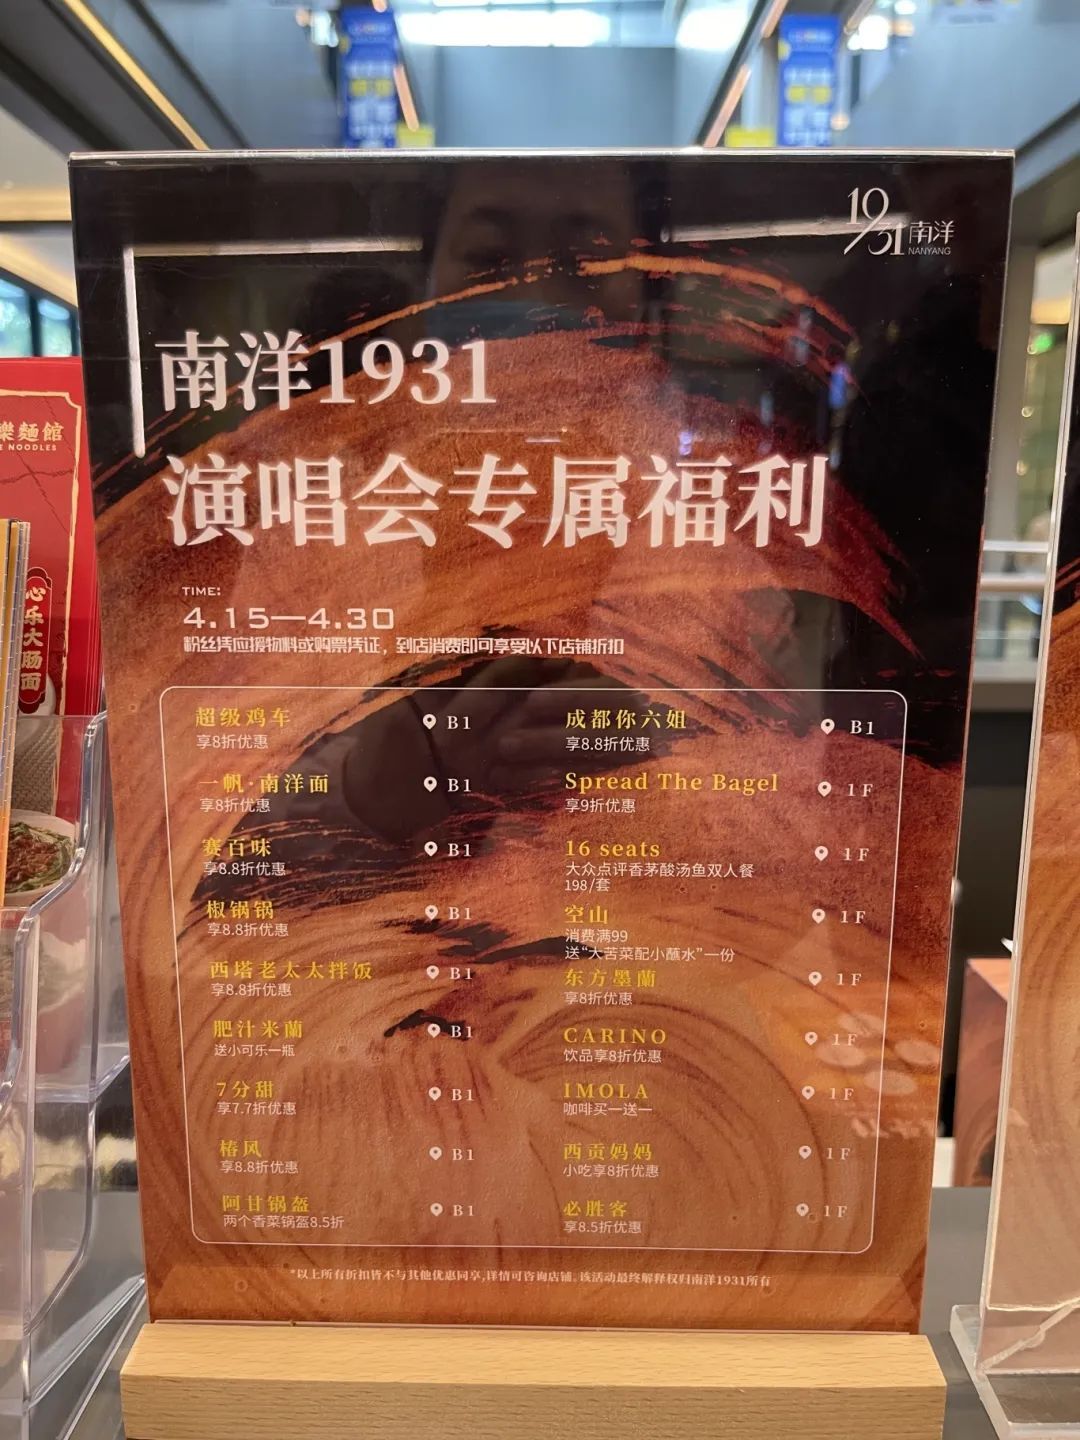 1931南洋
NANYANG
南洋1931
演唱会专属福利
TIME:
4.15—4.30
粉丝凭应援物料或购票凭证，到店消费即可享受以下店铺折扣
超级鸡车 B1
享8折优惠
一帆·南洋面 B1
享8折优惠
赛百味 B1
享8.8折优惠
椒锅锅 B1
享8.8折优惠
西塔老太太拌饭 B1
享8.8折优惠
肥汁米蘭 B1
送小可乐一瓶
7分甜 B1
享7.7折优惠
椿风 B1
享8.8折优惠
阿甘锅盔 B1
两个香菜锅盔8.5折
成都你六姐 B1
享8.8折优惠
Spread The Bagel 1F
享9折优惠
16 seats 1F
大众点评香茅酸汤鱼双人餐
198/套
空山 1F
消费满99
送“大苦菜配小蘸水”一份
东方墨蘭 1F
享8折优惠
CARINO 1F
饮品享8折优惠
IMOLA 1F
咖啡买一送一
西贡妈妈 1F
小吃享8折优惠
必胜客 1F
享8.5折优惠
*以上所有折扣皆不与其他优惠同享,详情可咨询店铺。该活动最终解释权归南洋1931所有
樂麵館
E NOODLES
心乐大肠面